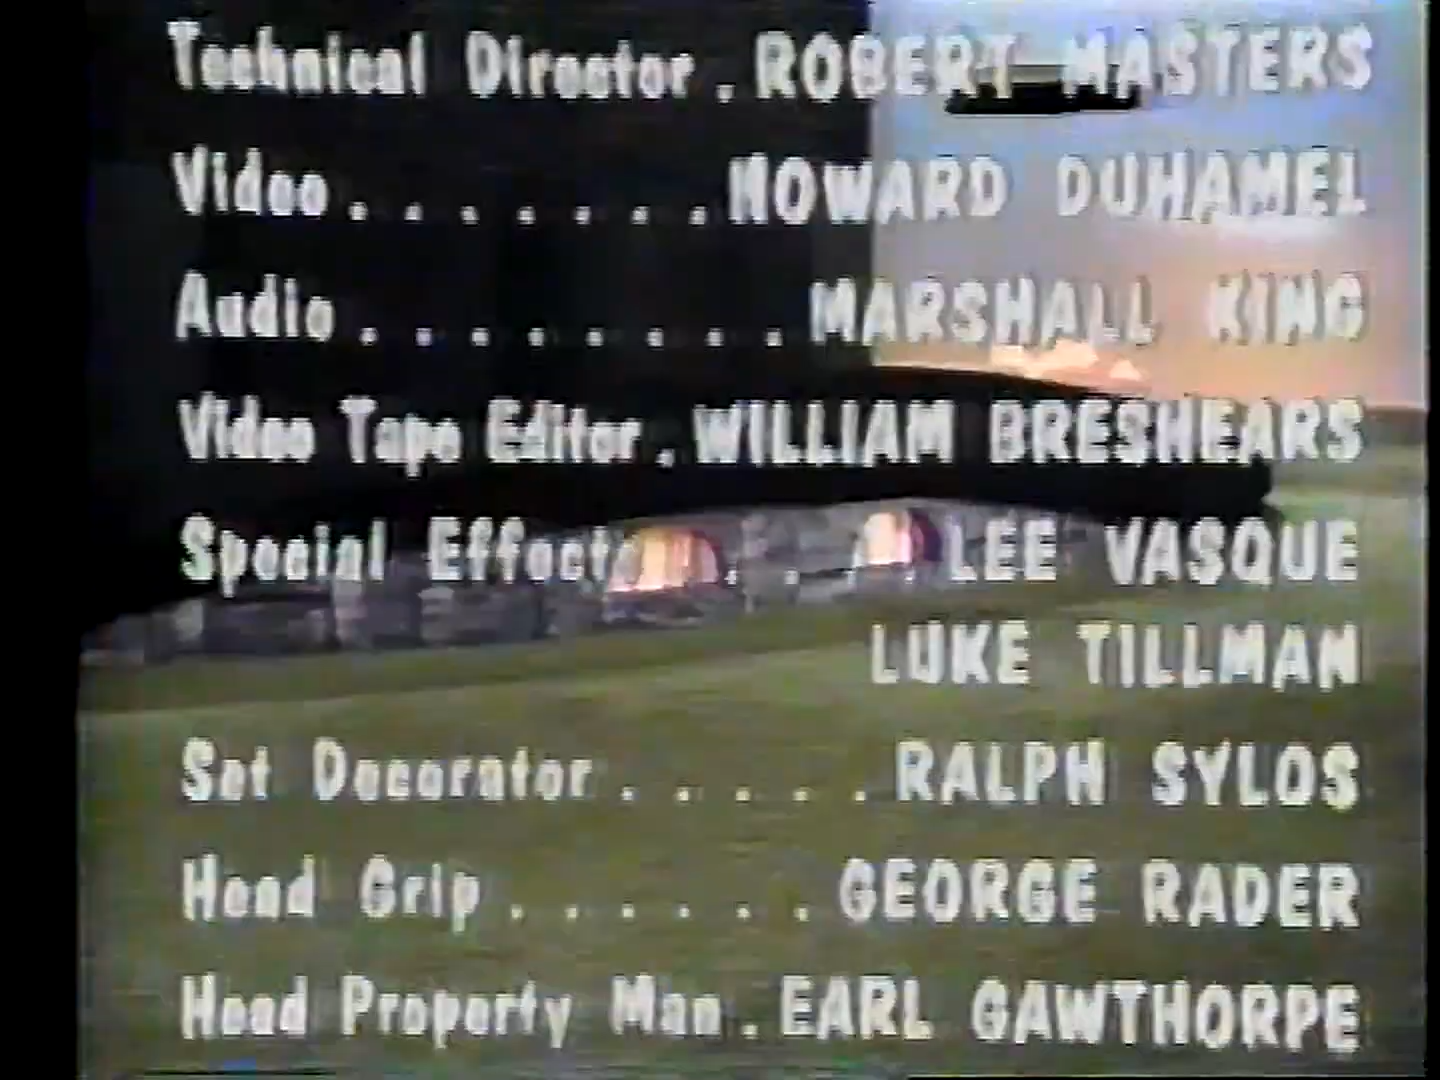 Technical Director . ROBERT MASTERS
Video . . . . . . . HOWARD DUHAMEL
Audio . . . . . . . . MARSHALL KING
Video Tape Editor . WILLIAM BRESHEARS
Special Effects . . . . LEE VASQUE
LUKE TILLMAN
Set Decorator . . . . . RALPH SYLOS
Head Grip . . . . . . GEORGE RADER
Head Property Man . EARL GAWTHORPE